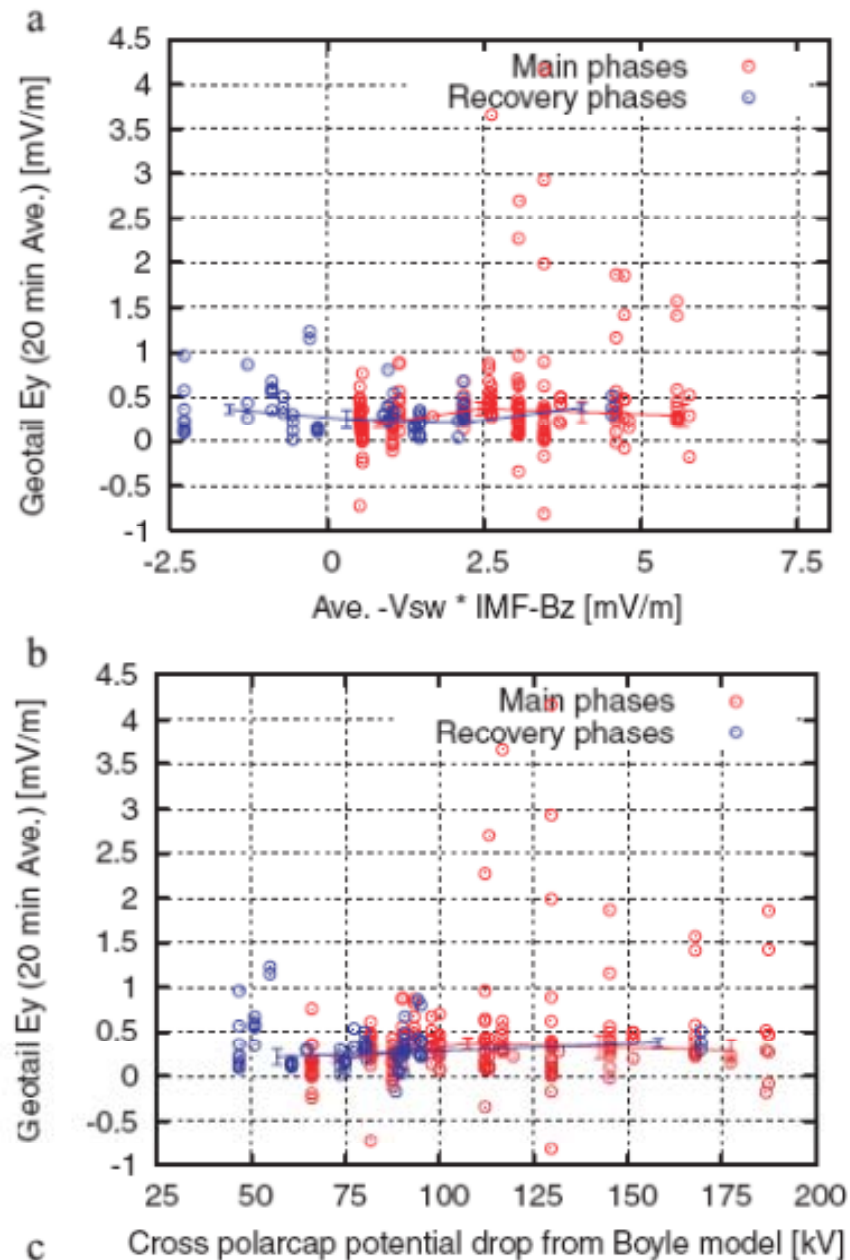 a
Geotail Ey (20 min Ave.) [mV/m]
4.5
4
3.5
3
2.5
2
1.5
1
0.5
0
-0.5
-1
Main phases
Recovery phases
-2.5 0 2.5 5 7.5
Ave. -Vsw * IMF-Bz [mV/m]
b
Geotail Ey (20 min Ave.) [mV/m]
4.5
4
3.5
3
2.5
2
1.5
1
0.5
0
-0.5
-1
Main phases
Recovery phases
25 50 75 100 125 150 175 200
Cross polarcap potential drop from Boyle model [kV]
c